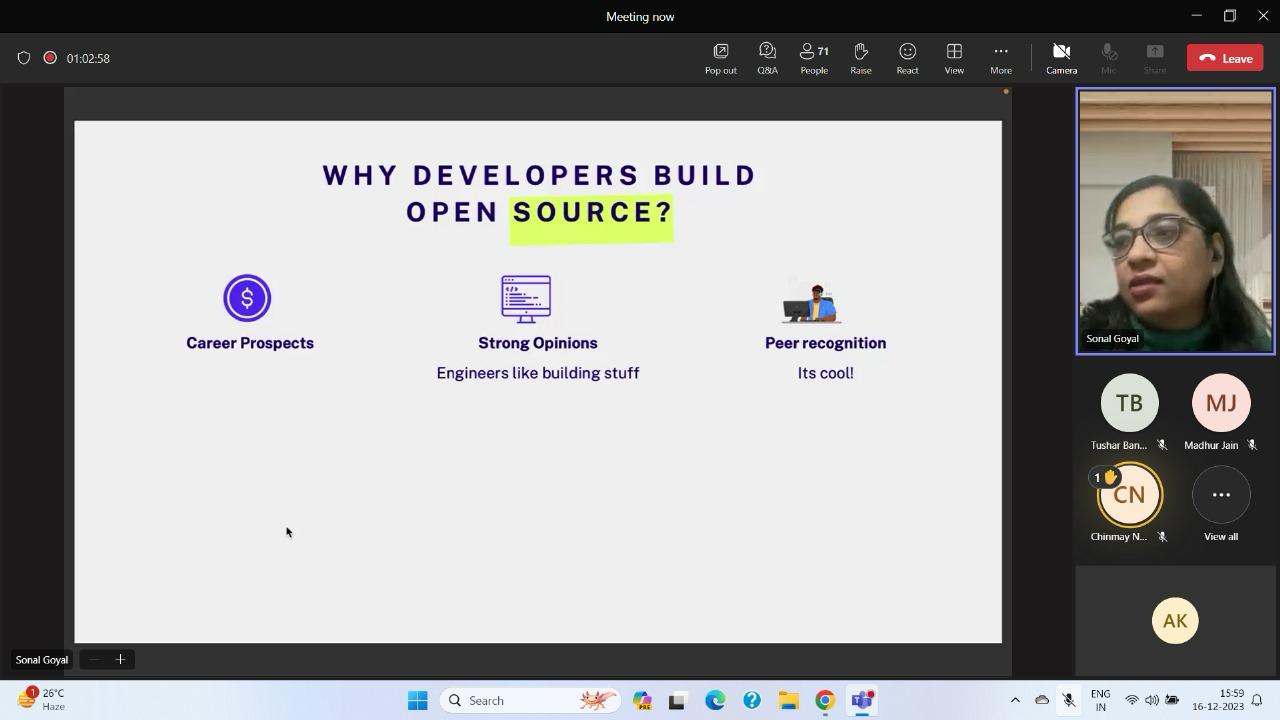 Meeting now
01:02:58
Pop out
Q&A
71
People
Raise
React
View
More
Camera
Mic
Share
Leave
WHY DEVELOPERS BUILD
OPEN SOURCE?
$
Career Prospects
Strong Opinions
Engineers like building stuff
Peer recognition
Its cool!
Sonal Goyal
TB
Tushar Ban...
MJ
Madhur Jain
1
CN
Chinmay N...
View all
AK
Sonal Goyal
1
26°C
Haze
Search
PRE
ENG
IN
15:59
16-12-2023